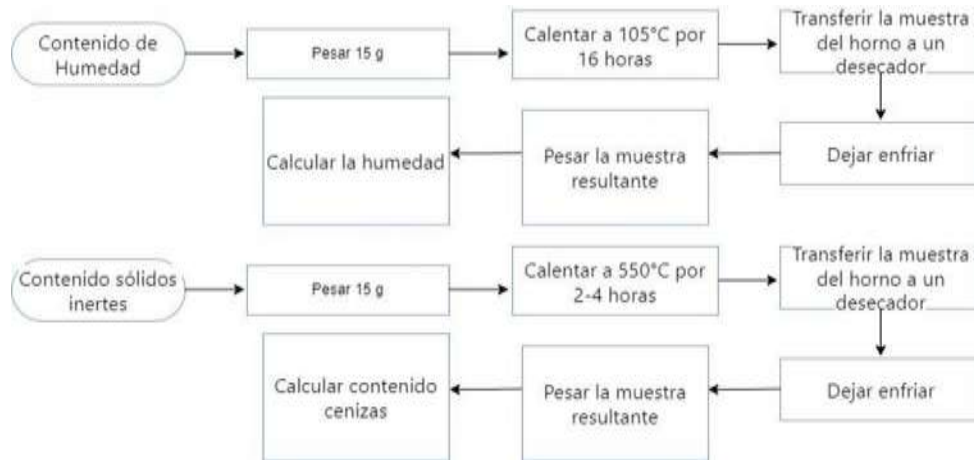 Contenido de
Humedad
Pesar 15 g
Calentar a 105°C por
16 horas
Transferir la muestra
del horno a un
desecador
Dejar enfriar
Pesar la muestra
resultante
Calcular la humedad
Contenido sólidos
inertes
Pesar 15 g
Calentar a 550°C por
2-4 horas
Transferir la muestra
del horno a un
desecador
Dejar enfriar
Pesar la muestra
resultante
Calcular contenido
cenizas